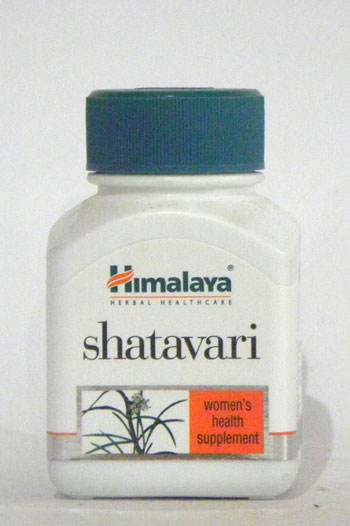 Himalaya®
HERBAL HEALTHCARE
shatavari
women's
health
supplement